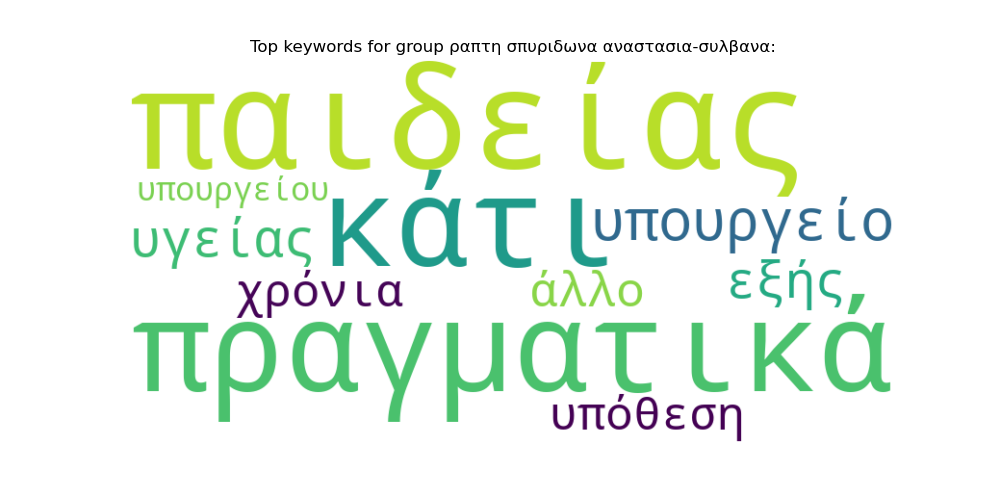 Top keywords for group ραπτη σπυριδωνα αναστασια-συλβανα:
παιδείας
υπουργείου
κάτι
υγείας
υπουργείο
χρόνια
άλλο
εξής
πραγματικά
υπόθεση